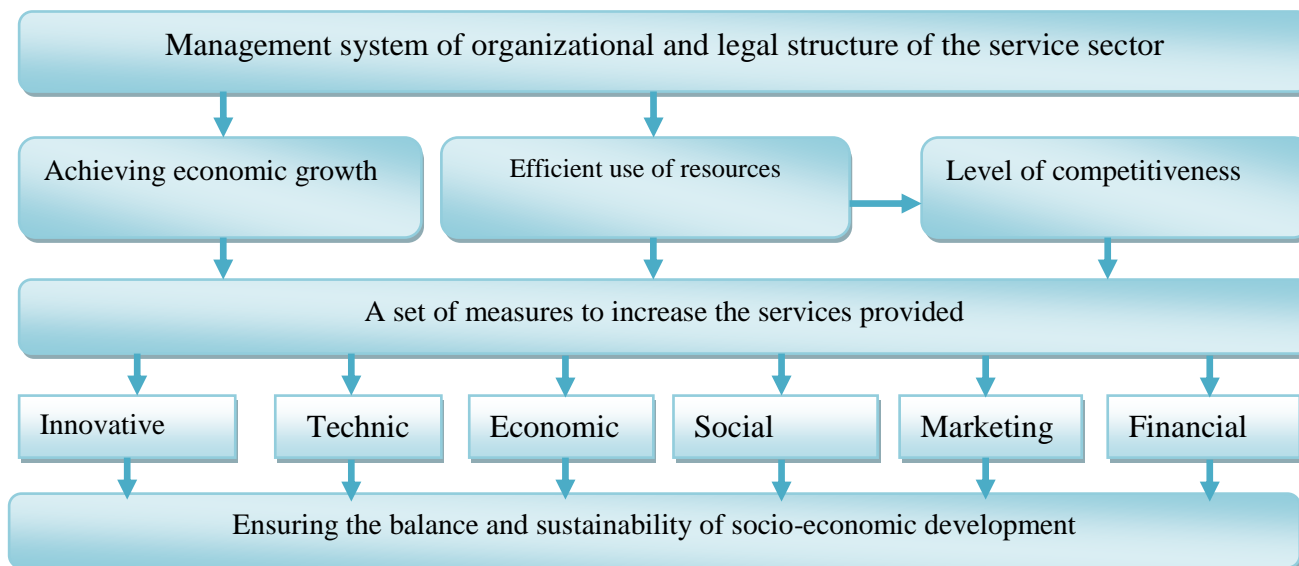 Management system of organizational and legal structure of the service sector
Achieving economic growth
Efficient use of resources
Level of competitiveness
A set of measures to increase the services provided
Innovative
Technic
Economic
Social
Marketing
Financial
Ensuring the balance and sustainability of socio-economic development